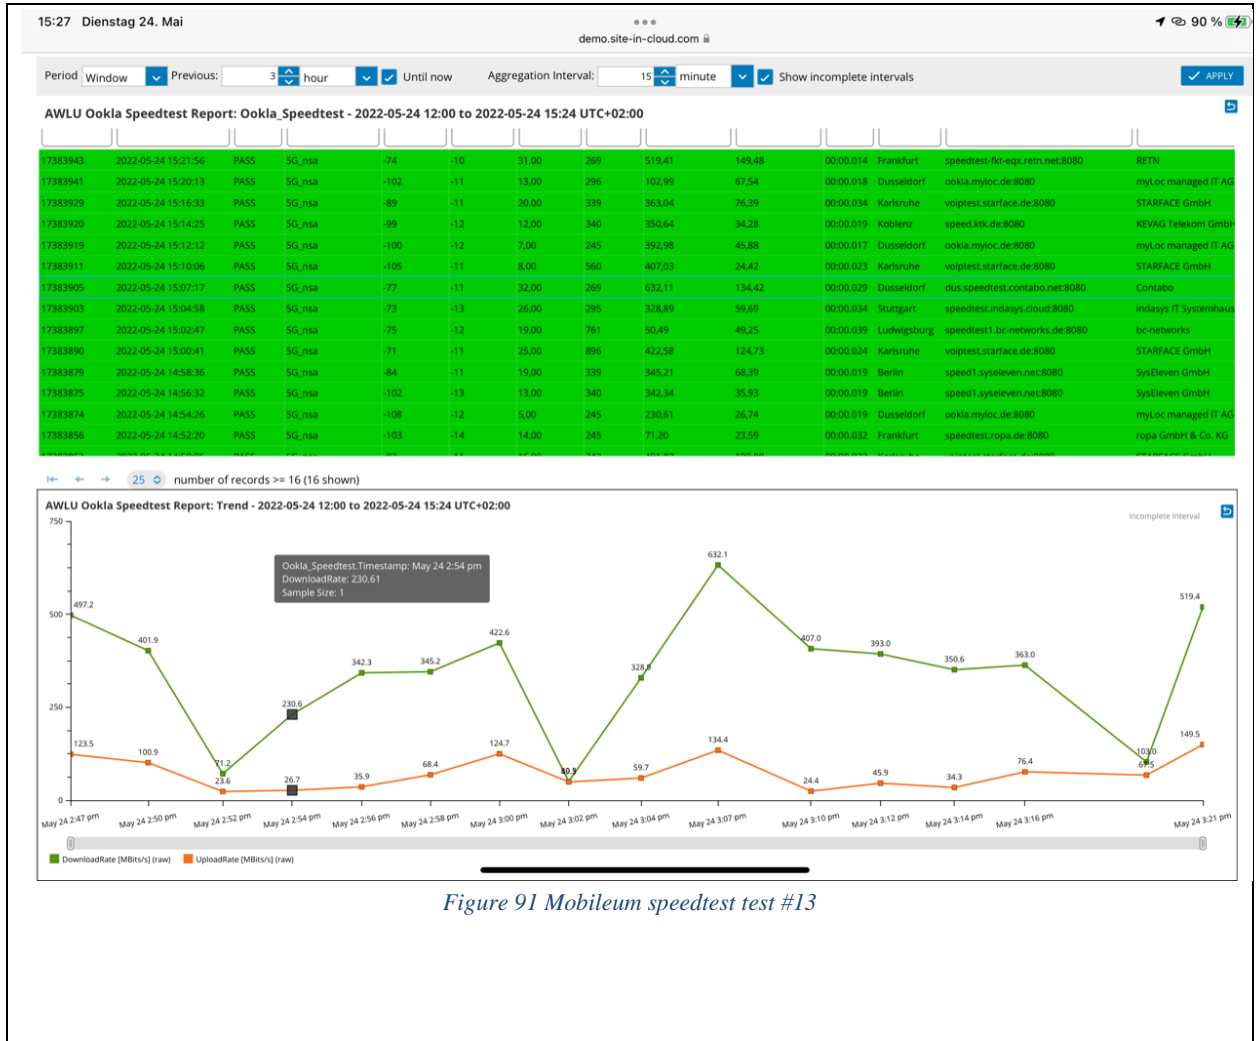 15:27 Dienstag 24. Mai 90 %
demo.site-in-cloud.com
Period Window Previous: 3 hour Until now Aggregation Interval: 15 minute Show incomplete intervals APPLY
AWLU Ookla Speedtest Report: Ookla_Speedtest - 2022-05-24 12:00 to 2022-05-24 15:24 UTC+02:00
17383943 2022-05-24 15:21:56 PASS 5G_nsa -74 -10 31,00 269 519,41 149,48 00:00.014 Frankfurt speedtest-fkt-eqx.retn.net:8080 RETN
17383941 2022-05-24 15:20:13 PASS 5G_nsa -102 -11 13,00 296 102,99 67,54 00:00.018 Dusseldorf ookla.myloc.de:8080 myLoc managed IT AG
17383929 2022-05-24 15:16:33 PASS 5G_nsa -89 -11 20,00 339 363,04 76,39 00:00.034 Karlsruhe voiptest.starface.de:8080 STARFACE GmbH
17383920 2022-05-24 15:14:25 PASS 5G_nsa -99 -12 12,00 340 350,64 34,28 00:00.019 Koblenz speed.ktk.de:8080 KEVAG Telekom GmbH
17383919 2022-05-24 15:12:12 PASS 5G_nsa -100 -12 7,00 245 392,98 45,88 00:00.017 Dusseldorf ookla.myloc.de:8080 myLoc managed IT AG
17383911 2022-05-24 15:10:06 PASS 5G_nsa -105 -11 8,00 560 407,03 24,42 00:00.023 Karlsruhe voiptest.starface.de:8080 STARFACE GmbH
17383905 2022-05-24 15:07:17 PASS 5G_nsa -77 -11 32,00 269 632,11 134,42 00:00.029 Dusseldorf dus.speedtest.contabo.net:8080 Contabo
17383903 2022-05-24 15:04:58 PASS 5G_nsa -73 -13 26,00 295 328,89 59,69 00:00.034 Stuttgart speedtest.indasys.cloud:8080 indasys IT Systemhaus
17383897 2022-05-24 15:02:47 PASS 5G_nsa -75 -12 19,00 761 50,49 49,25 00:00.039 Ludwigsburg speedtest1.bc-networks.de:8080 bc-networks
17383890 2022-05-24 15:00:41 PASS 5G_nsa -71 -11 25,00 896 422,58 124,73 00:00.024 Karlsruhe voiptest.starface.de:8080 STARFACE GmbH
17383879 2022-05-24 14:58:36 PASS 5G_nsa -84 -11 19,00 339 345,21 68,39 00:00.019 Berlin speed1.syseleven.net:8080 SysEleven GmbH
17383875 2022-05-24 14:56:32 PASS 5G_nsa -102 -13 13,00 340 342,34 35,93 00:00.019 Berlin speed1.syseleven.net:8080 SysEleven GmbH
17383874 2022-05-24 14:54:26 PASS 5G_nsa -108 -12 5,00 245 230,61 26,74 00:00.019 Dusseldorf ookla.myloc.de:8080 myLoc managed IT AG
17383856 2022-05-24 14:52:20 PASS 5G_nsa -103 -14 14,00 245 71,20 23,59 00:00.032 Frankfurt speedtest.ropa.de:8080 ropa GmbH & Co. KG
25 number of records >= 16 (16 shown)
AWLU Ookla Speedtest Report: Trend - 2022-05-24 12:00 to 2022-05-24 15:24 UTC+02:00
Incomplete Interval
750
500
250
0
Ookla_Speedtest.Timestamp: May 24 2:54 pm
DownloadRate: 230.61
Sample Size: 1
497.2 401.9 71.2 230.6 342.3 345.2 422.6 328.9 632.1 407.0 393.0 350.6 363.0 103.0 519.4
123.5 100.9 23.6 26.7 35.9 68.4 124.7 59.7 134.4 24.4 45.9 34.3 76.4 67.5 149.5
May 24 2:47 pm May 24 2:50 pm May 24 2:52 pm May 24 2:54 pm May 24 2:56 pm May 24 2:58 pm May 24 3:00 pm May 24 3:02 pm May 24 3:04 pm May 24 3:07 pm May 24 3:10 pm May 24 3:12 pm May 24 3:14 pm May 24 3:16 pm May 24 3:21 pm
DownloadRate [MBits/s] (raw) UploadRate [MBits/s] (raw)
Figure 91 Mobileum speedtest test #13